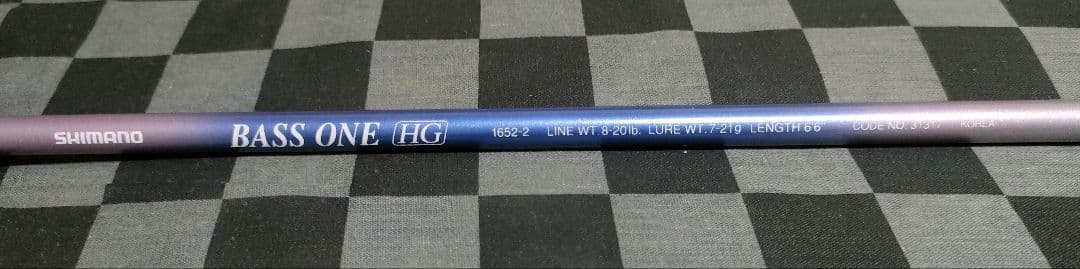 SHIMANO BASS ONE HG 1652-2 LINE WT. 8-20lb. LURE WT. 7-21g LENGTH 6'6" CODE NO. 31317 KOREA